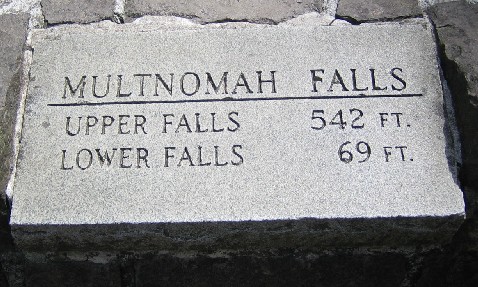 MULTNOMAH FALLS
UPPER FALLS 542 FT.
LOWER FALLS 69 FT.